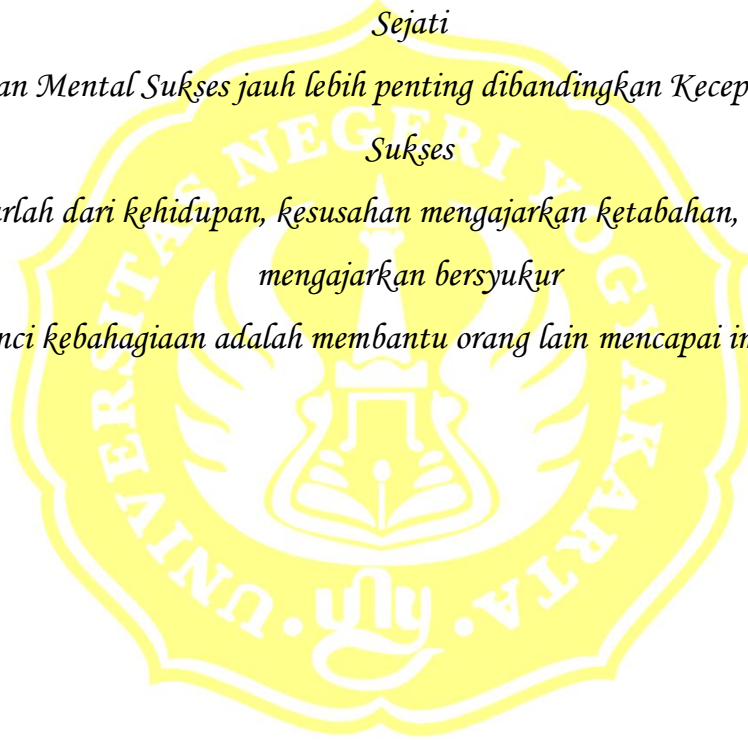 Sejati
an Mental Sukses jauh lebih penting dibandingkan Kecep
Sukses
rlah dari kehidupan, kesusahan mengajarkan ketabahan,
mengajarkan bersyukur
nci kebahagiaan adalah membantu orang lain mencapai in
UNIVERSITAS NEGERI YOGYAKARTA
uny